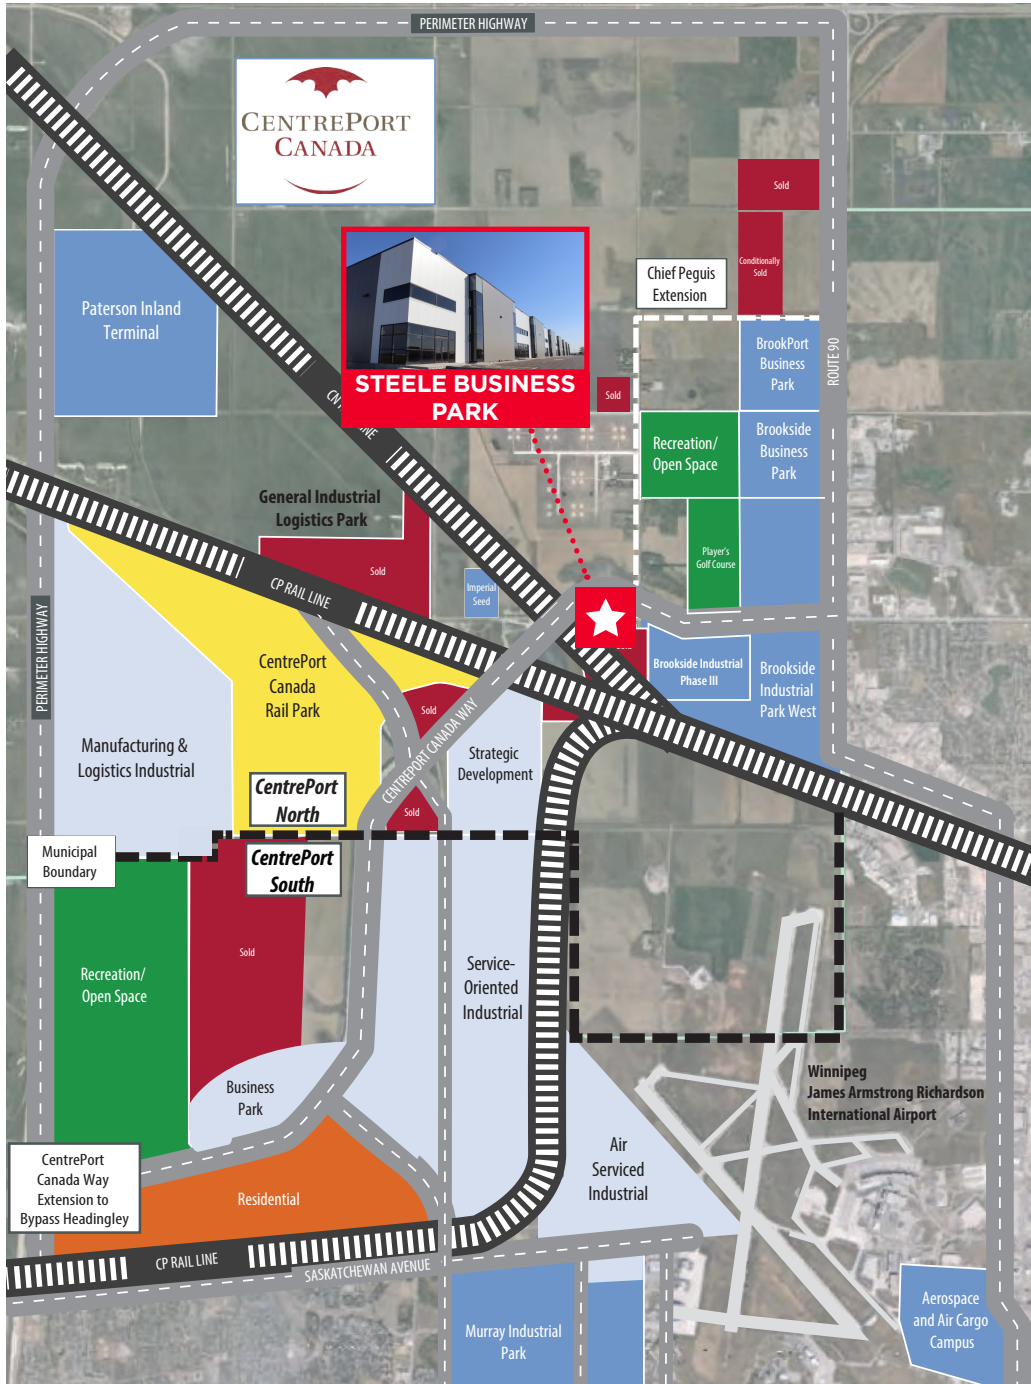 PERIMETER HIGHWAY
CENTREPORT
CANADA
Sold
Conditionally
Sold
Chief Peguis
Extension
Paterson Inland
Terminal
BrookPort
Business
Park
ROUTE 90
STEELE BUSINESS
PARK
Sold
CN
LINE
Recreation/
Open Space
Brookside
Business
Park
General Industrial
Logistics Park
Sold
Player's
Golf Course
Imperial
Seed
CP RAIL LINE
PERIMETER HIGHWAY
CentrePort
Canada
Rail Park
Brookside Industrial
Phase III
Brookside
Industrial
Park West
Sold
CENTREPORT CANADA WAY
Manufacturing &
Logistics Industrial
Strategic
Development
CentrePort
North
Sold
Municipal
Boundary
CentrePort
South
Sold
Recreation/
Open Space
Service-
Oriented
Industrial
Business
Park
Winnipeg
James Armstrong Richardson
International Airport
CentrePort
Canada Way
Extension to
Bypass Headingley
Air
Serviced
Industrial
Residential
CP RAIL LINE
SASKATCHEWAN AVENUE
Murray Industrial
Park
Aerospace
and Air Cargo
Campus